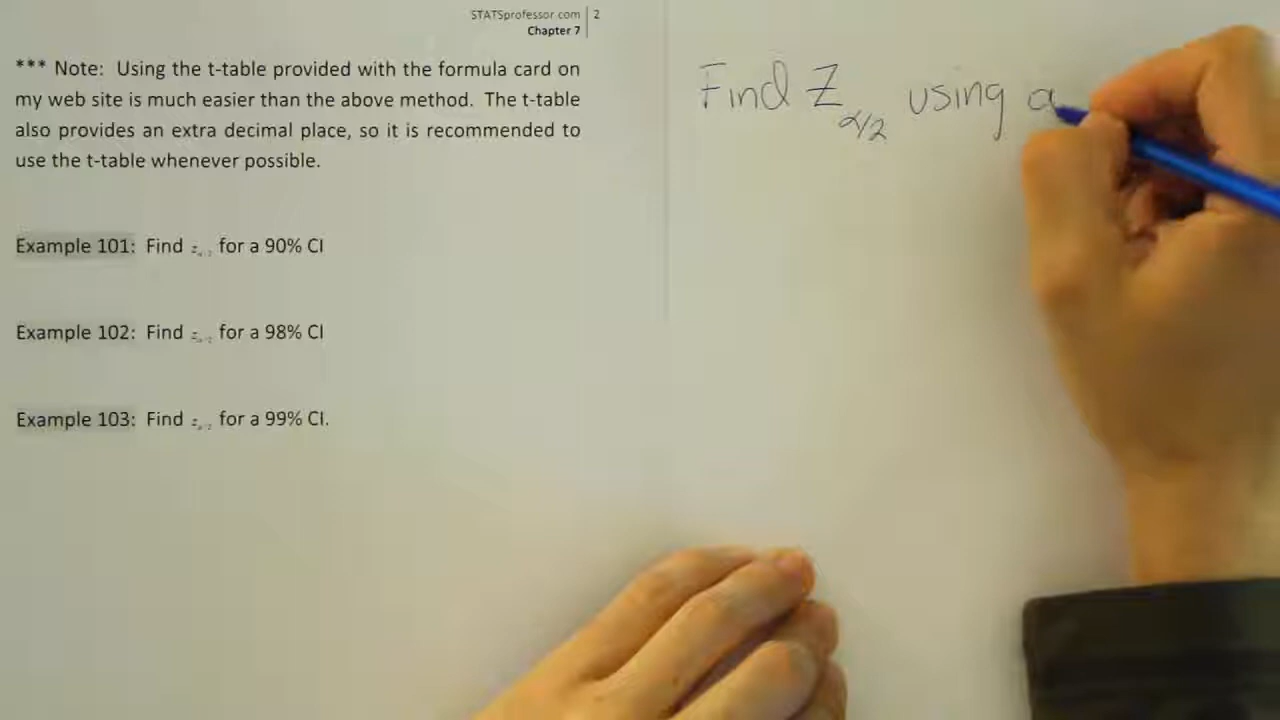 STATSprofessor.com | 2
Chapter 7
*** Note: Using the t-table provided with the formula card on
my web site is much easier than the above method. The t-table
also provides an extra decimal place, so it is recommended to
use the t-table whenever possible.
Find Z α/2 using a
Example 101: Find z α/2 for a 90% CI
Example 102: Find z α/2 for a 98% CI
Example 103: Find z α/2 for a 99% CI.